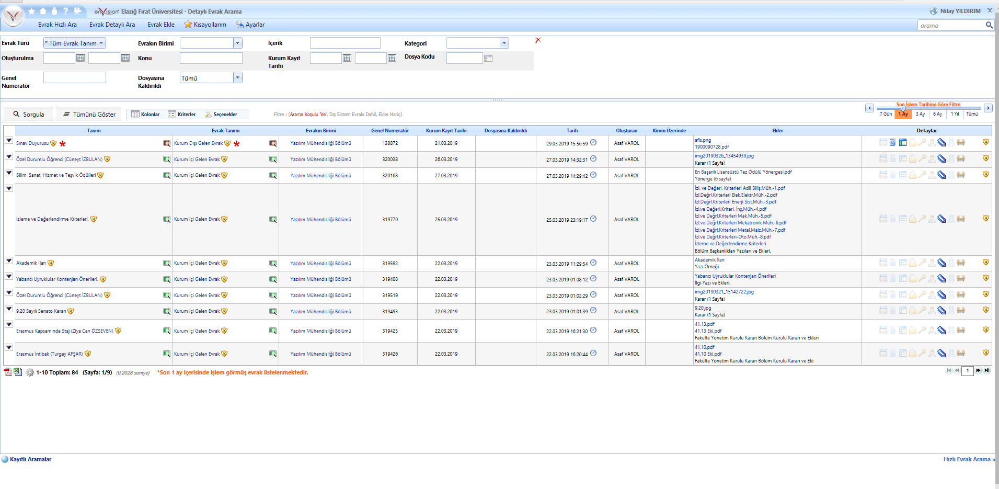 enVision Elazığ Fırat Üniversitesi - Detaylı Evrak Arama
Nilay YILDIRIM
Evrak Hızlı Ara Evrak Detaylı Ara Evrak Ekle Kısayollarım Ayarlar
arama
Evrak Türü * Tüm Evrak Tanım Evrakın Birimi İçerik Kategori
Oluşturulma Konu Kurum Kayıt Tarihi Dosya Kodu
Genel Numeratör Dosyasına Kaldırıldı Tümü
Son İşlem Tarihine Göre Filtre
Sorgula Tümünü Göster Kolonlar Kriterler Seçenekler Filtre : (Arama Koşulu 'Ve', Dış Sistem Evrakı Dahil, Ekler Hariç)
7 Gün 1 Ay 3 Ay 6 Ay 1 Yıl Tümü
Tanım Evrak Tanımı Evrakın Birimi Genel Numeratör Kurum Kayıt Tarihi Dosyasına Kaldırıldı Tarih Oluşturan Kimin Üzerinde Ekler Detaylar
Sınav Duyurusu * Kurum Dışı Gelen Evrak * Yazılım Mühendisliği Bölümü 138872 21.03.2019 29.03.2019 15:56:59 Asaf VAROL
afis.png
1900090728.pdf
Özel Durumlu Öğrenci (Cüneyt İZBULAN) Kurum İçi Gelen Evrak Yazılım Mühendisliği Bölümü 320038 26.03.2019 27.03.2019 14:32:31 Asaf VAROL
img20190326_13454939.jpg
Karar (1 Sayfa)
Bilim, Sanat, Hizmet ve Teşvik Ödülleri Kurum İçi Gelen Evrak Yazılım Mühendisliği Bölümü 320168 27.03.2019 27.03.2019 14:29:42 Asaf VAROL
En Başarılı Lisansüstü Tez Ödülü Yönergesi.pdf
Yönerge (6 sayfa)
İzleme ve Değerlendirme Kriterleri. Kurum İçi Gelen Evrak Yazılım Mühendisliği Bölümü 319770 25.03.2019 25.03.2019 23:19:17 Asaf VAROL
İzl. ve Değerl. Kriterleri Adli Biliş.Müh.-1.pdf
İzl.Değrl.Kriterleri Elek.Elektr.Müh.-2.pdf
İzl.Değrl.Kriterleri Enerji Sist.Müh.-3.pdf
İzl.ve Değerl.Kriterl. İnş.Müh.-4.pdf
İzl.ve Değrl.Kriterleri Mak.Müh.-5.pdf
İzl.ve Değrl.Kriterleri Mekatronik Müh.-6.pdf
İzl.ve Değrl.Kriterleri Metal.Malz.Müh.-7.pdf
İzl.ve Değrl.Kriterleri-Oto.Müh.-8.pdf
İzleme ve Değerlendirme Kriterleri
Bölüm Başkanlıkları Yazıları ve Ekleri.
Akademik İlan Kurum İçi Gelen Evrak Yazılım Mühendisliği Bölümü 319592 22.03.2019 23.03.2019 11:29:54 Asaf VAROL
Akademik İlan
Yazı Örneği
Yabancı Uyruklular Kontenjan Önerileri. Kurum İçi Gelen Evrak Yazılım Mühendisliği Bölümü 319408 22.03.2019 23.03.2019 01:08:12 Asaf VAROL
Yabancı Uyruklular Kontenjan Önerileri
İlgi Yazı ve Ekleri.
Özel Durumlu Öğrenci (Cüneyt İZBULAN) Kurum İçi Gelen Evrak Yazılım Mühendisliği Bölümü 319519 22.03.2019 23.03.2019 01:02:29 Asaf VAROL
img20190321_15142722.jpg
Karar (1 Sayfa)
9.20 Sayılı Senato Kararı Kurum İçi Gelen Evrak Yazılım Mühendisliği Bölümü 319493 22.03.2019 23.03.2019 01:01:39 Asaf VAROL
9.20.jpg
Karar (1 Sayfa)
Erasmus Kapsamında Staj (Ziya Can ÖZSEVEN) Kurum İçi Gelen Evrak Yazılım Mühendisliği Bölümü 319425 22.03.2019 22.03.2019 16:21:30 Asaf VAROL
41.13.pdf
41.13 Eki.pdf
Fakülte Yönetim Kurulu Kararı Bölüm Kurulu Kararı ve Ekleri
Erasmus İntibak (Turgay AFŞAR) Kurum İçi Gelen Evrak Yazılım Mühendisliği Bölümü 319426 22.03.2019 22.03.2019 16:20:44 Asaf VAROL
41.10.pdf
41.10 Eki.pdf
Fakülte Yönetim Kurulu Kararı Bölüm Kurulu Kararı ve Eki
1-10 Toplam: 84 (Sayfa: 1/9) (0,2028 saniye) *Son 1 ay içerisinde işlem görmüş evrak listelenmektedir.
1
Kayıtlı Aramalar
Hızlı Evrak Arama »